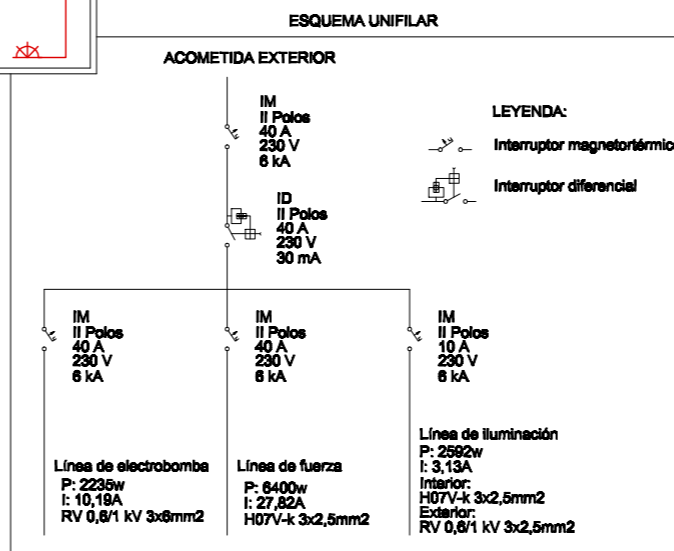 ESQUEMA UNIFILAR
ACOMETIDA EXTERIOR
IM
II Polos
40 A
230 V
6 kA
LEYENDA:
Interruptor magnetortérmico
Interruptor diferencial
ID
II Polos
40 A
230 V
30 mA
IM
II Polos
40 A
230 V
6 kA
IM
II Polos
40 A
230 V
6 kA
IM
II Polos
10 A
230 V
6 kA
Línea de electrobomba
P: 2235w
I: 10,19A
RV 0,6/1 kV 3x6mm2
Línea de fuerza
P: 6400w
I: 27,82A
H07V-k 3x2,5mm2
Línea de iluminación
P: 2592w
I: 3,13A
Interior:
H07V-k 3x2,5mm2
Exterior:
RV 0,6/1 kV 3x2,5mm2